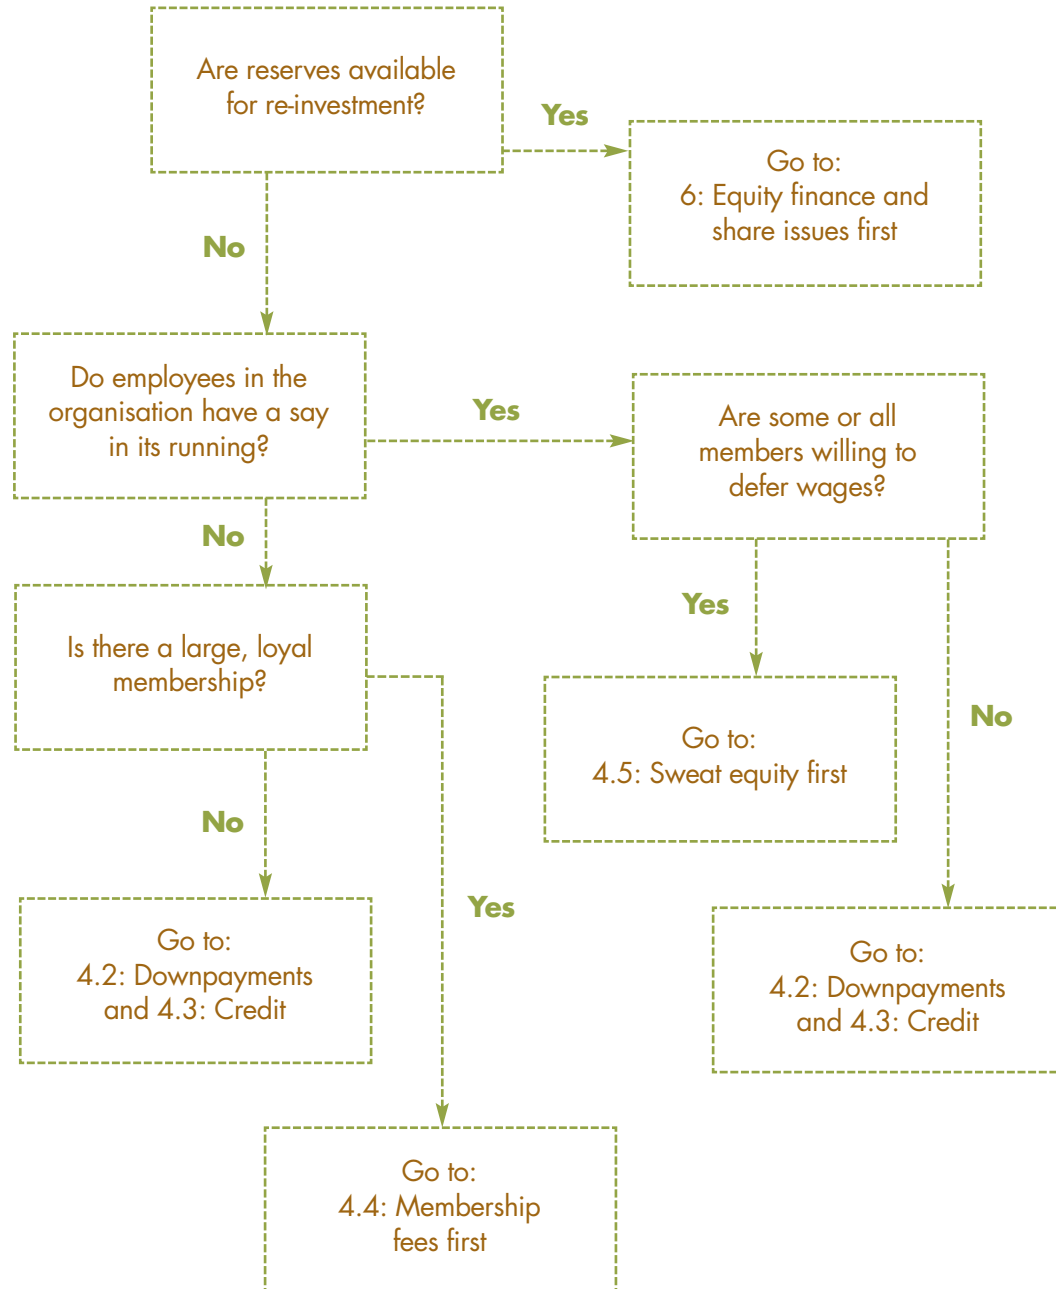 Are reserves available
for re-investment?
Yes
Go to:
6: Equity finance and
share issues first
No
Do employees in the
organisation have a say
in its running?
Yes
Are some or all
members willing to
defer wages?
No
Yes
Is there a large, loyal
membership?
No
Go to:
4.5: Sweat equity first
No
Yes
Go to:
4.2: Downpayments
and 4.3: Credit
Go to:
4.2: Downpayments
and 4.3: Credit
Go to:
4.4: Membership
fees first